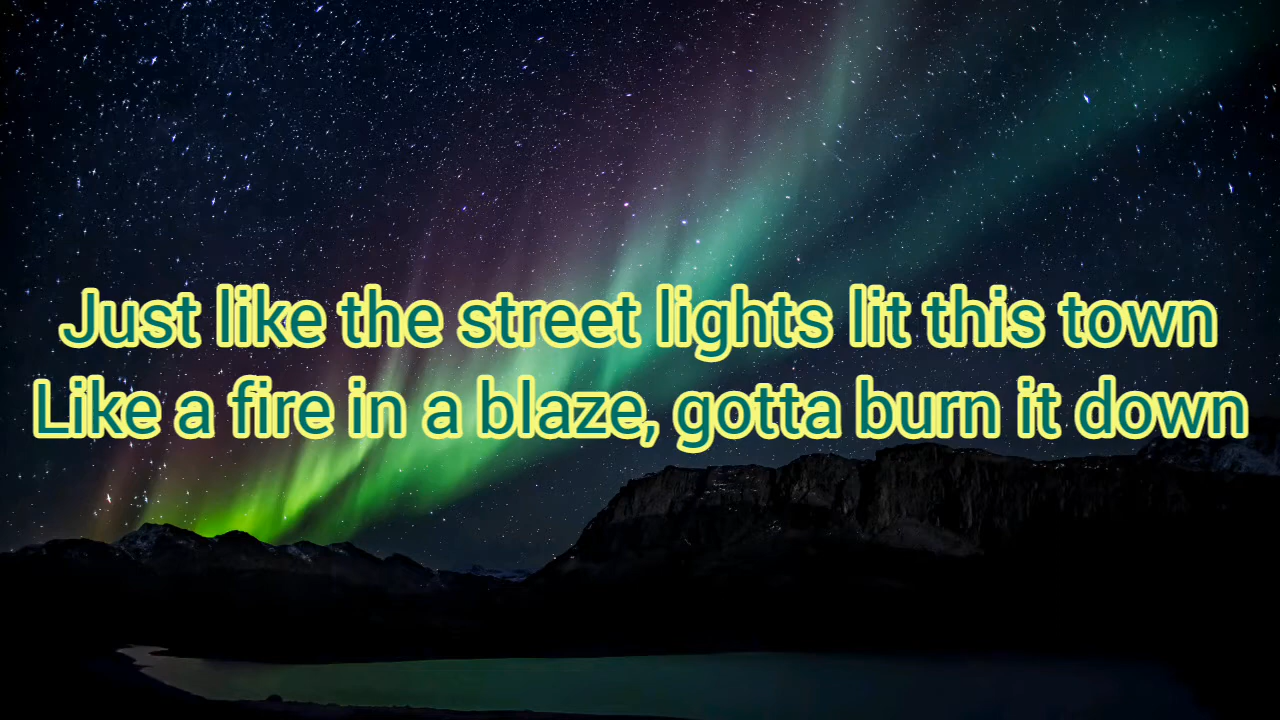 Just like the street lights lit this town
Like a fire in a blaze, gotta burn it down